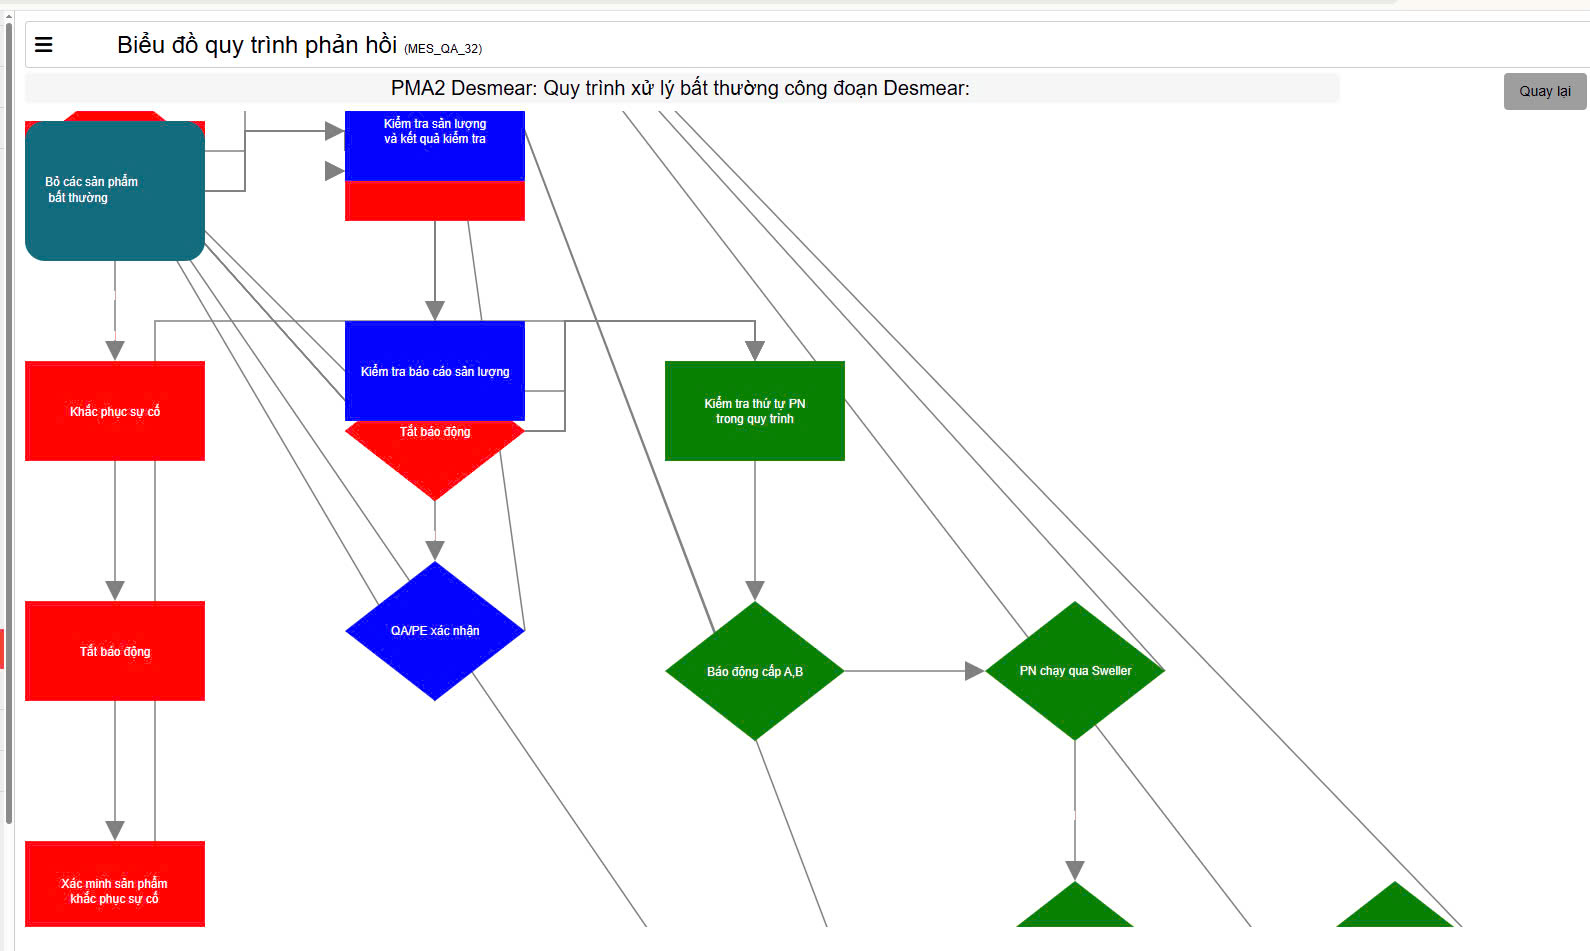 Biểu đồ quy trình phản hồi (MES_QA_32)
PMA2 Desmear: Quy trình xử lý bất thường công đoạn Desmear:
Quay lại
Kiểm tra sản lượng
và kết quả kiểm tra
Bỏ các sản phẩm
bất thường
Kiểm tra báo cáo sản lượng
Khắc phục sự cố
Kiểm tra thứ tự PN
trong quy trình
Tắt báo động
QA/PE xác nhận
Tắt báo động
Báo động cấp A,B
PN chạy qua Sweller
Xác minh sản phẩm
khắc phục sự cố